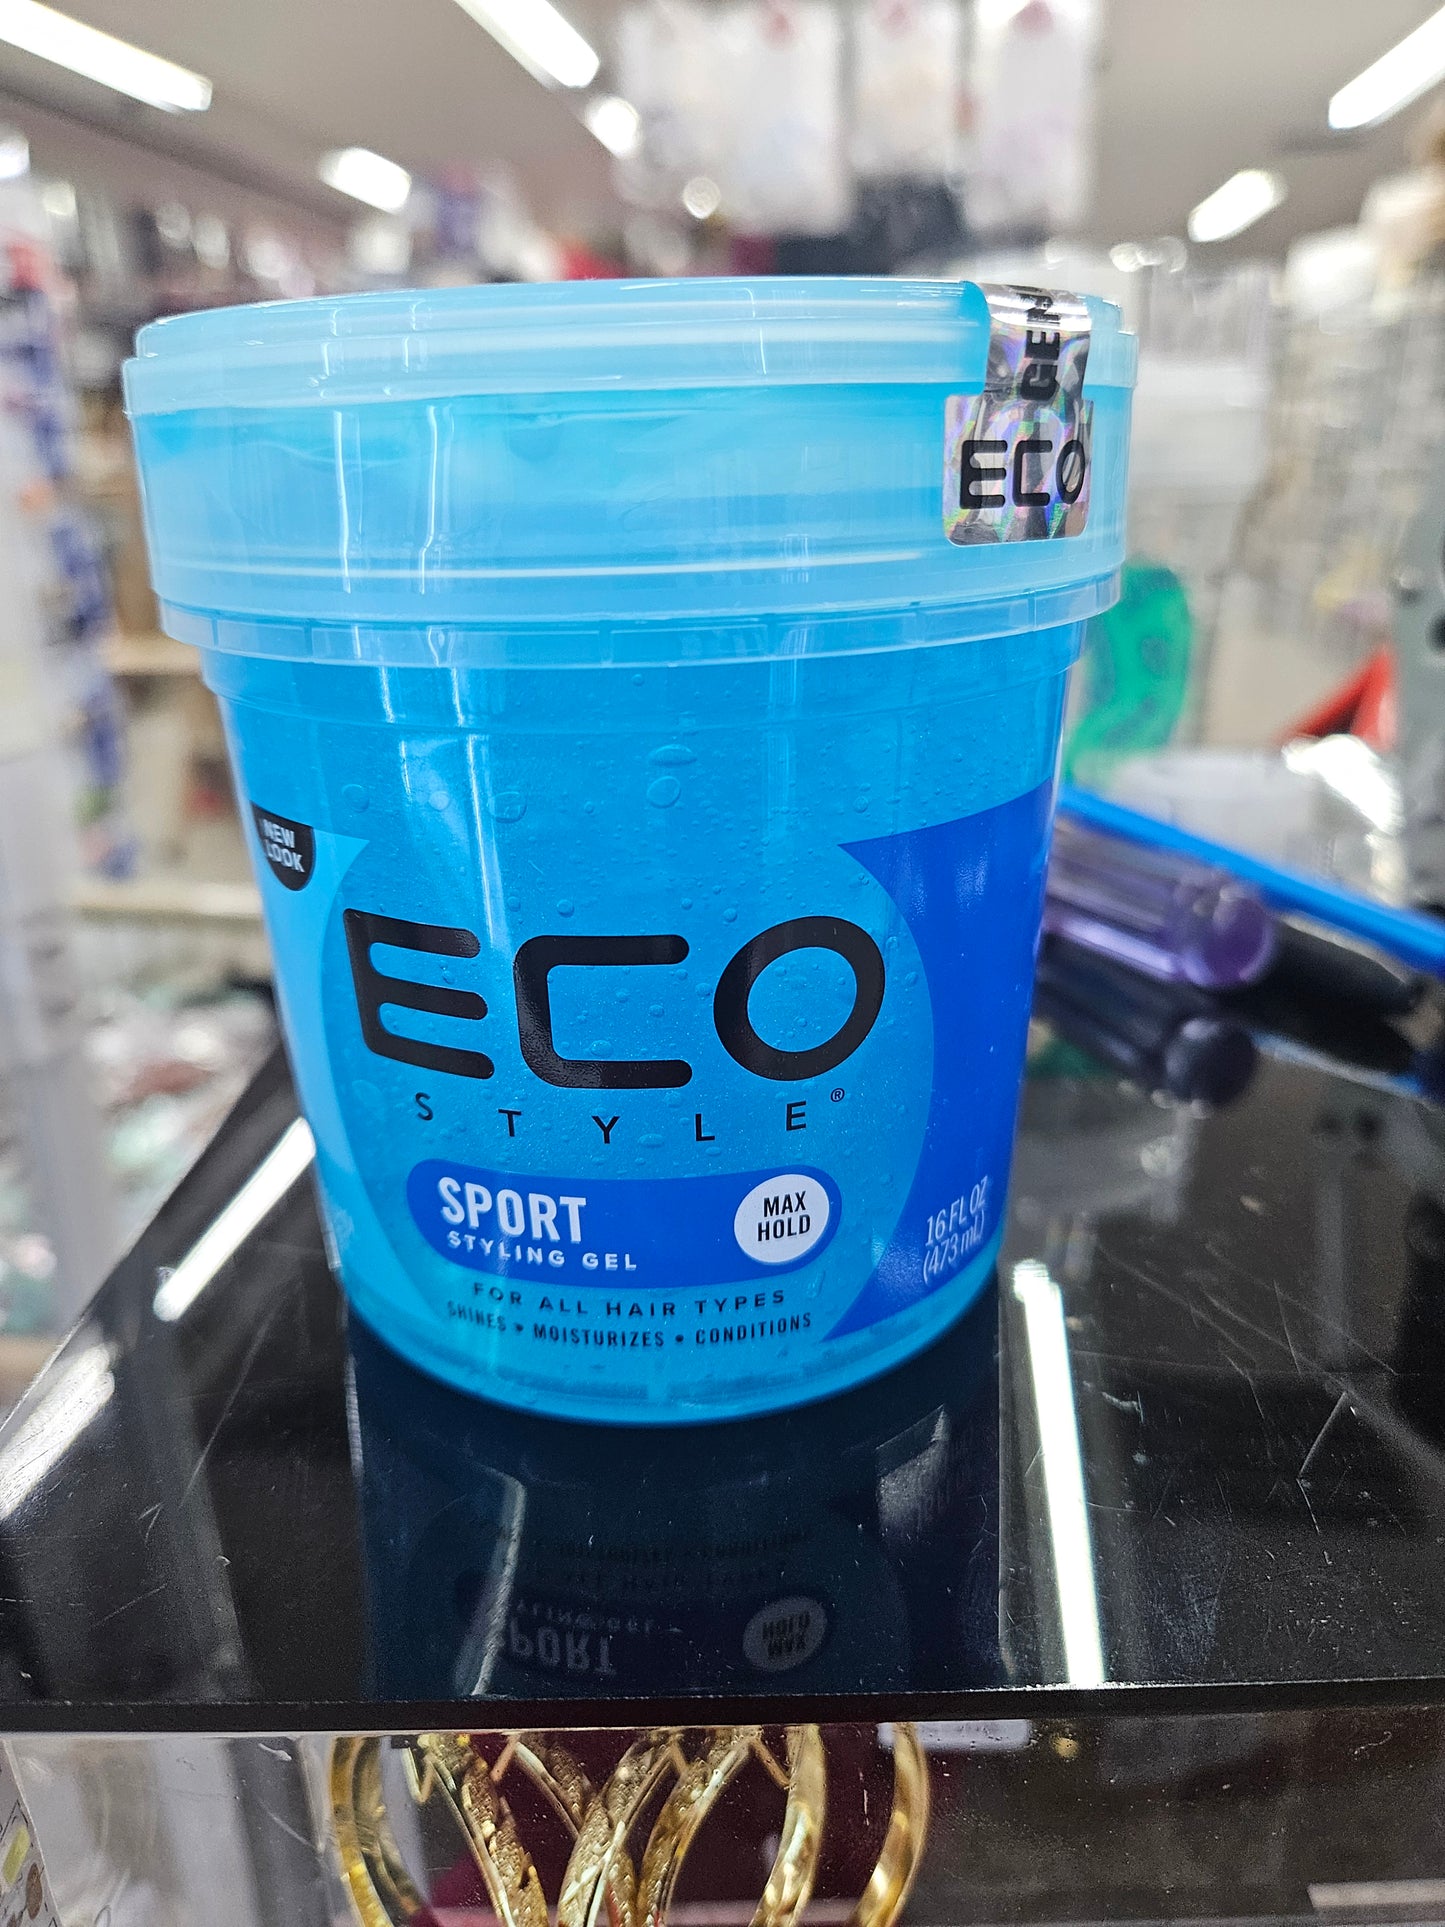 GEN
ECO
NEW
LOOK
ECO
STYLE®
SPORT
STYLING GEL
MAX
HOLD
16 FL OZ
(473 mL)
FOR ALL HAIR TYPES
SHINES • MOISTURIZES • CONDITIONS